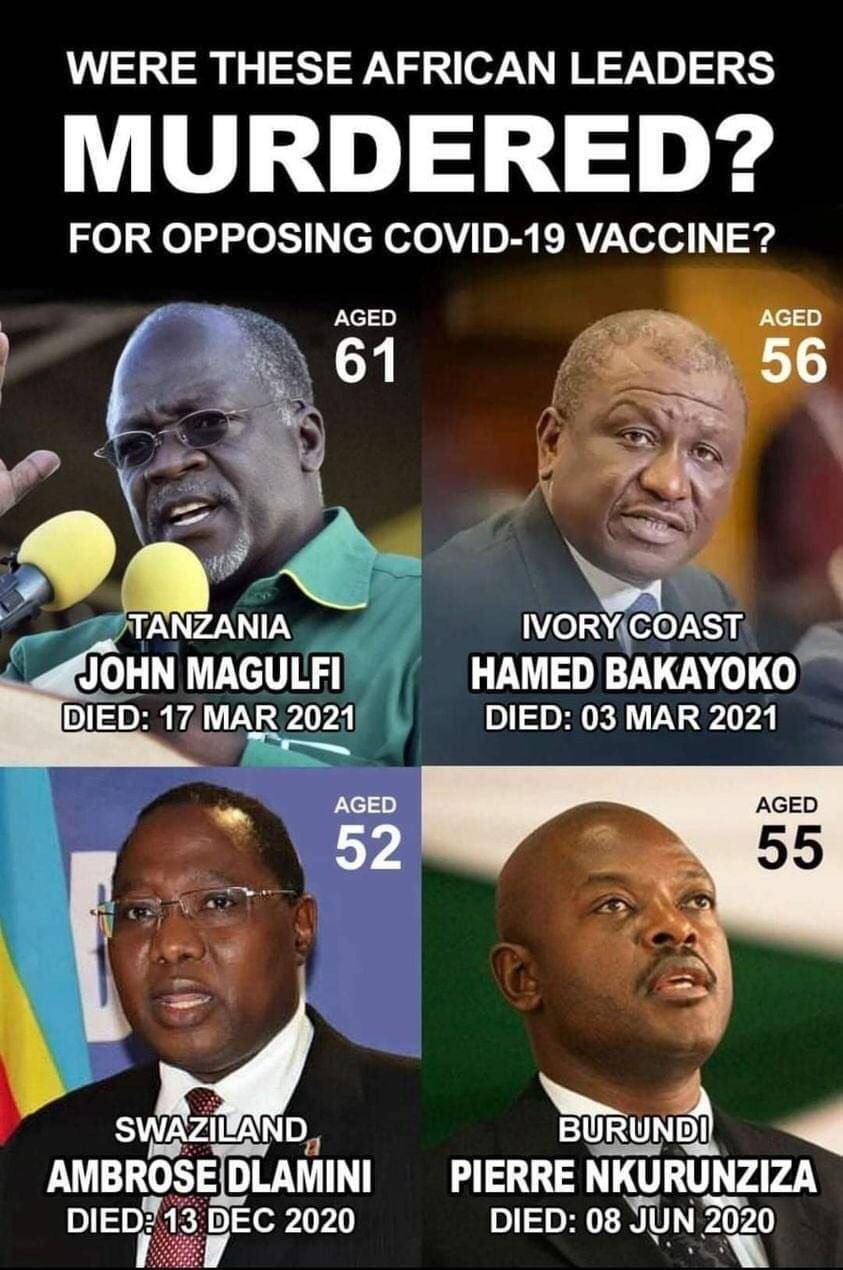 WERE THESE AFRICAN LEADERS
MURDERED?
FOR OPPOSING COVID-19 VACCINE?
AGED
61
TANZANIA
JOHN MAGULFI
DIED: 17 MAR 2021
AGED
56
IVORY COAST
HAMED BAKAYOKO
DIED: 03 MAR 2021
AGED
52
SWAZILAND
AMBROSE DLAMINI
DIED: 13 DEC 2020
AGED
55
BURUNDI
PIERRE NKURUNZIZA
DIED: 08 JUN 2020